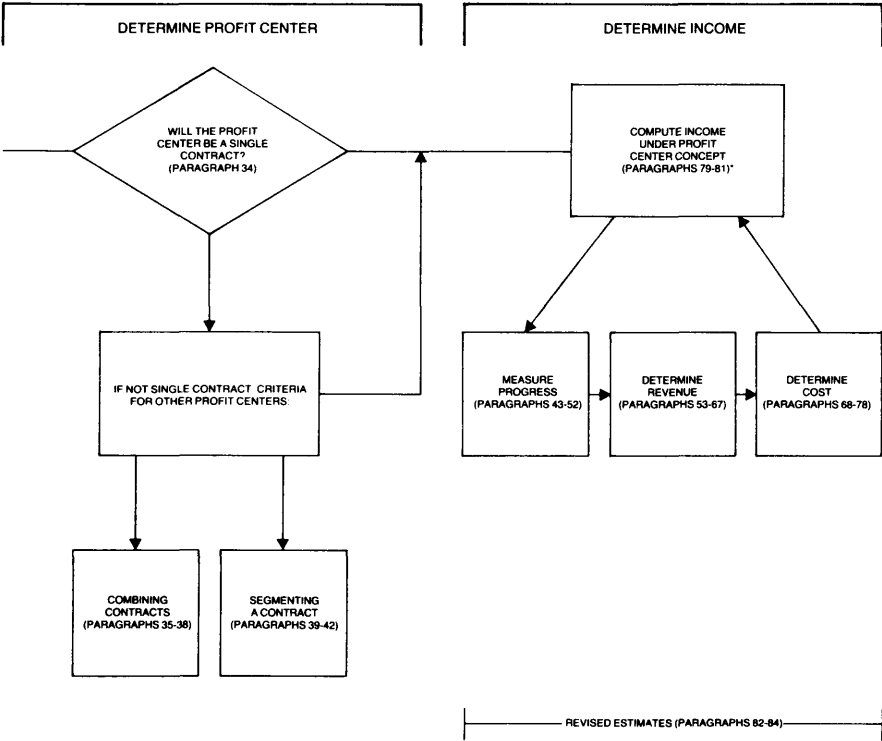 DETERMINE PROFIT CENTER
DETERMINE INCOME
WILL THE PROFIT
CENTER BE A SINGLE
CONTRACT?
(PARAGRAPH 34)
COMPUTE INCOME
UNDER PROFIT
CENTER CONCEPT
(PARAGRAPHS 79-81)*
IF NOT SINGLE CONTRACT CRITERIA
FOR OTHER PROFIT CENTERS:
MEASURE
PROGRESS
(PARAGRAPHS 43-52)
DETERMINE
REVENUE
(PARAGRAPHS 53-67)
DETERMINE
COST
(PARAGRAPHS 68-78)
COMBINING
CONTRACTS
(PARAGRAPHS 35-38)
SEGMENTING
A CONTRACT
(PARAGRAPHS 39-42)
REVISED ESTIMATES (PARAGRAPHS 82-84)